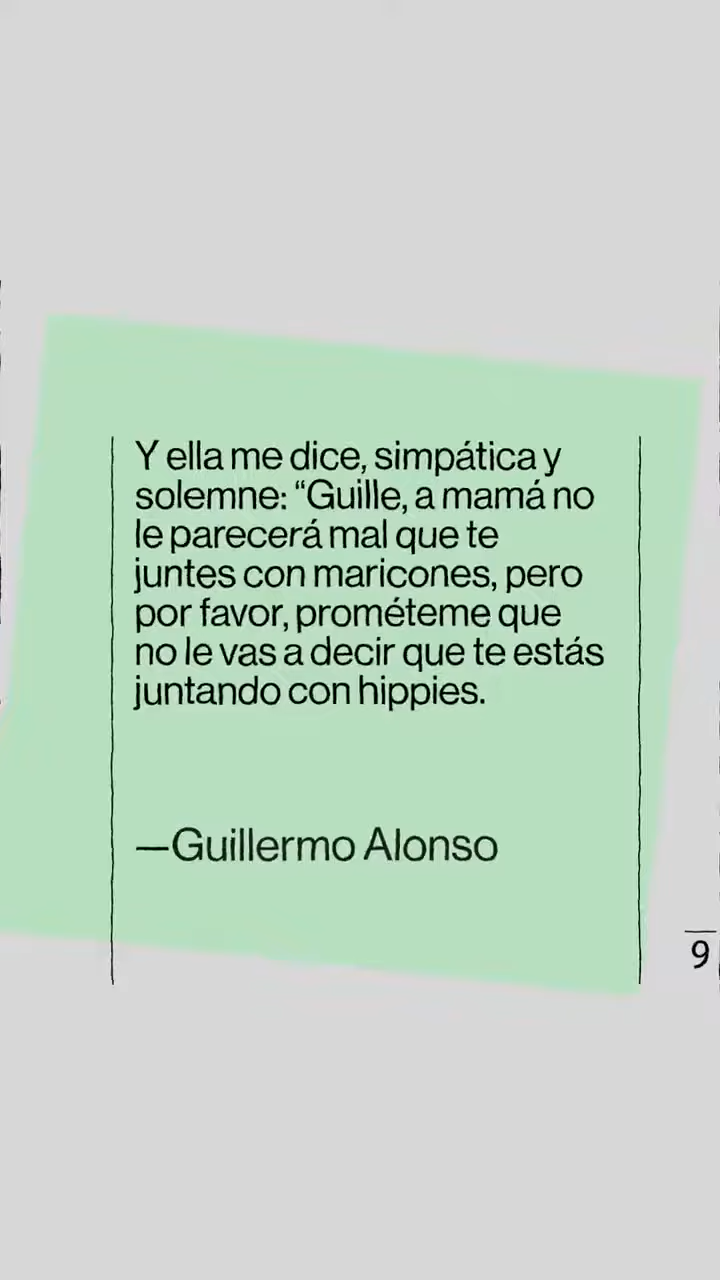 Y ella me dice, simpática y
solemne: “Guille, a mamá no
le parecerá mal que te
juntes con maricones, pero
por favor, prométeme que
no le vas a decir que te estás
juntando con hippies.
—Guillermo Alonso
9